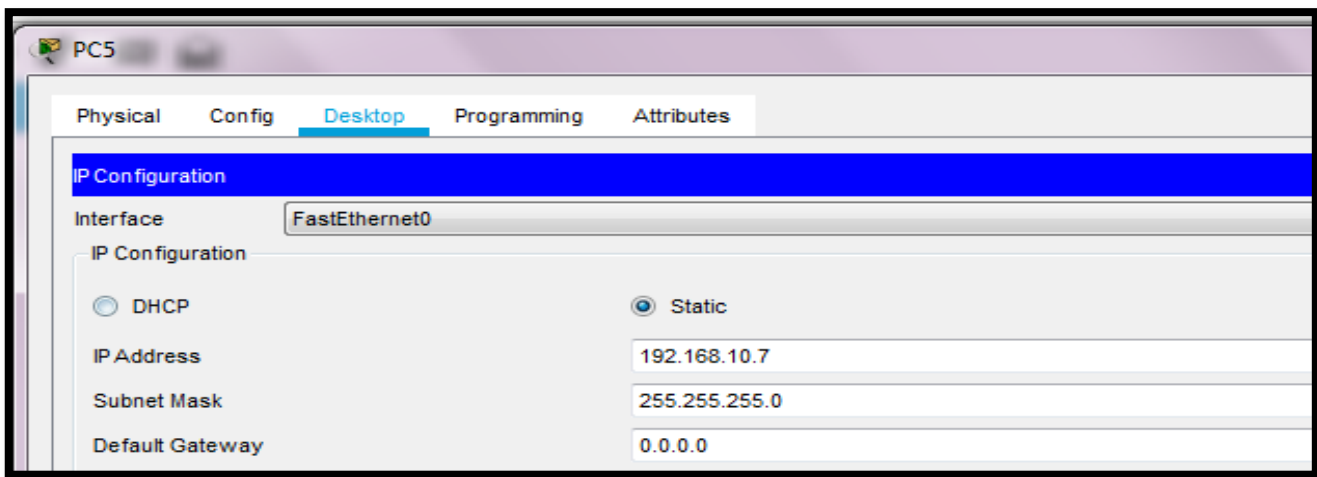 PC5
Physical Config Desktop Programming Attributes
IP Configuration
Interface FastEthernet0
IP Configuration
DHCP Static
IP Address 192.168.10.7
Subnet Mask 255.255.255.0
Default Gateway 0.0.0.0